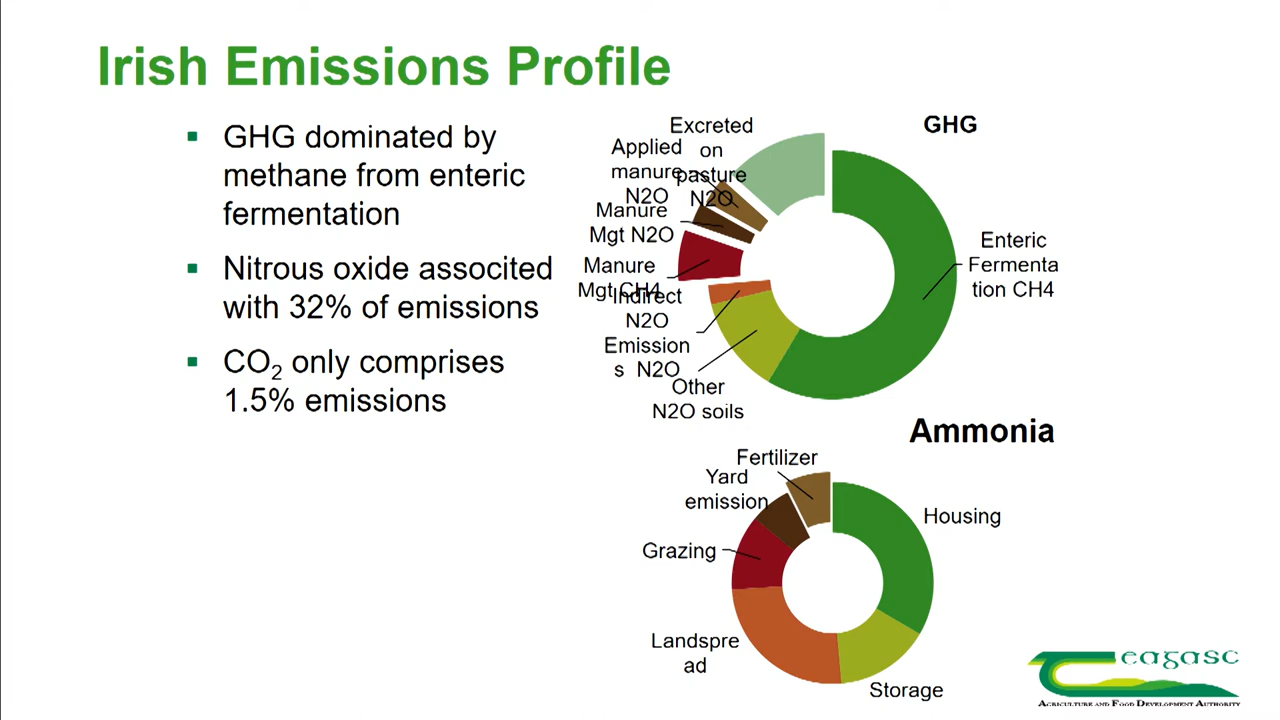 Irish Emissions Profile
GHG dominated by
methane from enteric
fermentation
Nitrous oxide associted
with 32% of emissions
CO2 only comprises
1.5% emissions
GHG
Excreted
on
pasture
N2O
Applied
manure
N2O
Manure
Mgt N2O
Manure
Mgt CH4
Indirect
N2O
Emission
s N2O
Other
N2O soils
Enteric
Fermenta
tion CH4
Ammonia
Fertilizer
Yard
emission
Grazing
Landspre
ad
Storage
Housing
eagasc
Agriculture and Food Development Authority